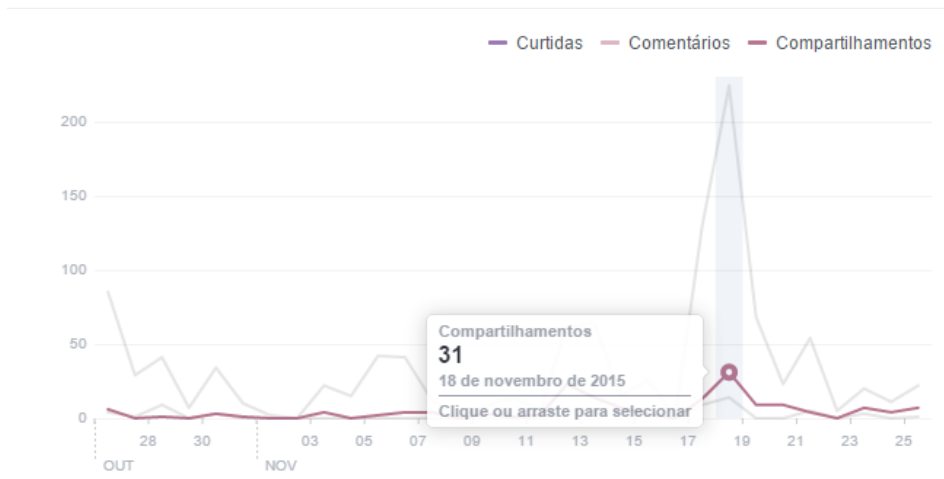 Curtidas Comentários Compartilhamentos
200
150
100
50
0
Compartilhamentos
31
18 de novembro de 2015
Clique ou arraste para selecionar
28 30 03 05 07 09 11 13 15 17 19 21 23 25
OUT NOV